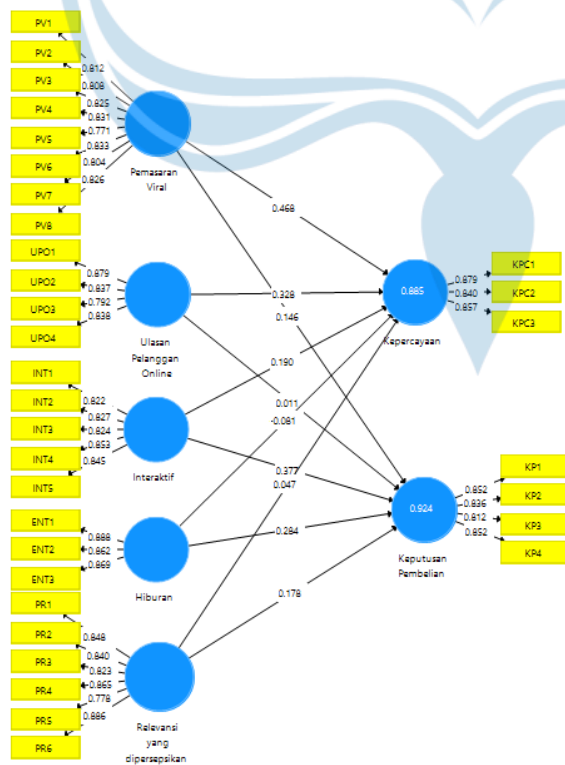 PV1
PV2
PV3
PV4
PV5
PV6
PV7
PV8
0.812
0.808
0.825
0.831
0.771
0.833
0.804
0.826
Pemasaran
Viral
UPO1
UPO2
UPO3
UPO4
0.879
0.837
0.792
0.838
Ulasan
Pelanggan
Online
INT1
INT2
INT3
INT4
INT5
0.822
0.827
0.824
0.853
0.845
Interaktif
ENT1
ENT2
ENT3
0.888
0.862
0.869
Hiburan
PR1
PR2
PR3
PR4
PR5
PR6
0.848
0.840
0.823
0.865
0.778
0.886
Relevansi
yang
dipersepsikan
0.468
0.328
0.146
0.190
0.011
-0.081
0.377
0.047
0.284
0.178
0.885
Kepercayaan
0.879
0.840
0.857
KPC1
KPC2
KPC3
0.924
Keputusan
Pembelian
0.852
0.836
0.812
0.852
KP1
KP2
KP3
KP4